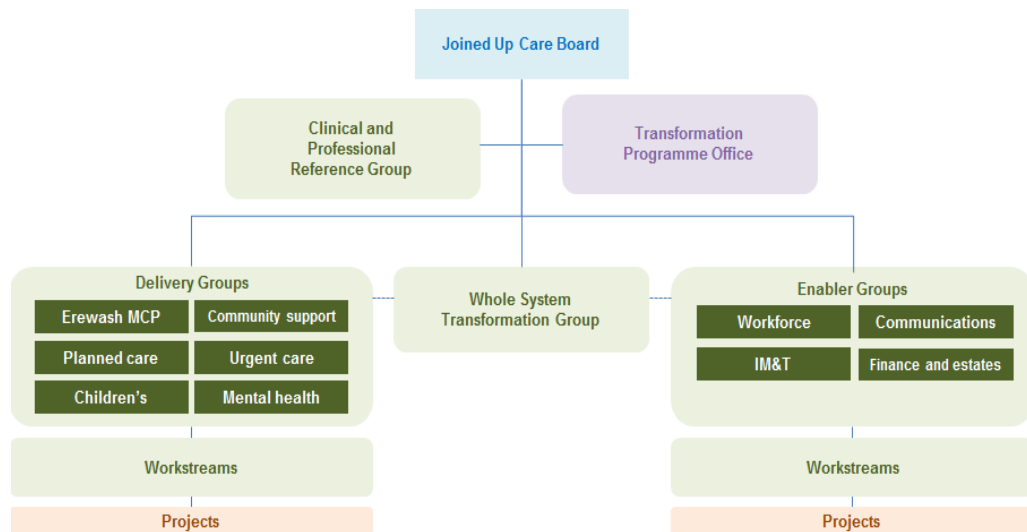 Joined Up Care Board
Clinical and
Professional
Reference Group
Transformation
Programme Office
Delivery Groups
Erewash MCP
Community support
Planned care
Urgent care
Children's
Mental health
Whole System
Transformation Group
Enabler Groups
Workforce
Communications
IM&T
Finance and estates
Workstreams
Workstreams
Projects
Projects